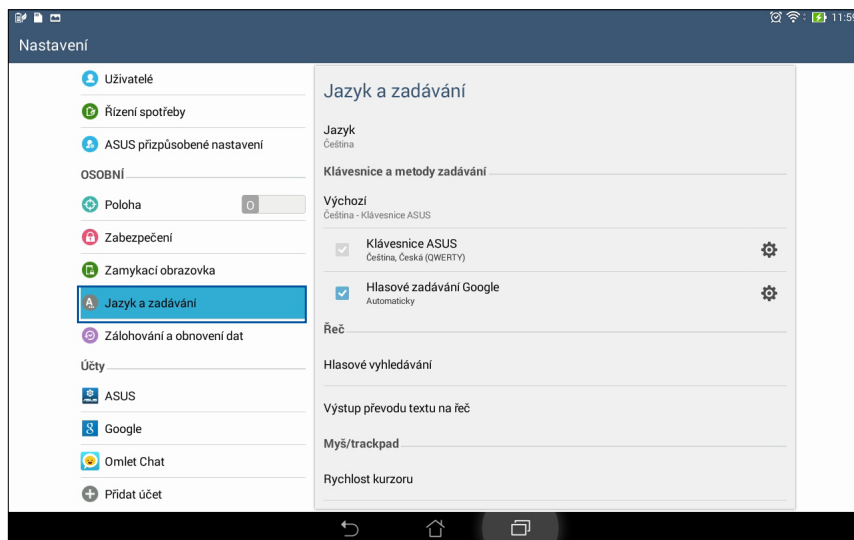 11:59
Nastavení
Uživatelé
Řízení spotřeby
ASUS přizpůsobené nastavení
OSOBNÍ
Poloha
O
Zabezpečení
Zamykací obrazovka
Jazyk a zadávání
Zálohování a obnovení dat
Účty
ASUS
Google
Omlet Chat
Přidat účet
Jazyk a zadávání
Jazyk
Čeština
Klávesnice a metody zadávání
Výchozí
Čeština - Klávesnice ASUS
Klávesnice ASUS
Čeština, Česká (QWERTY)
Hlasové zadávání Google
Automaticky
Řeč
Hlasové vyhledávání
Výstup převodu textu na řeč
Myš/trackpad
Rychlost kurzoru